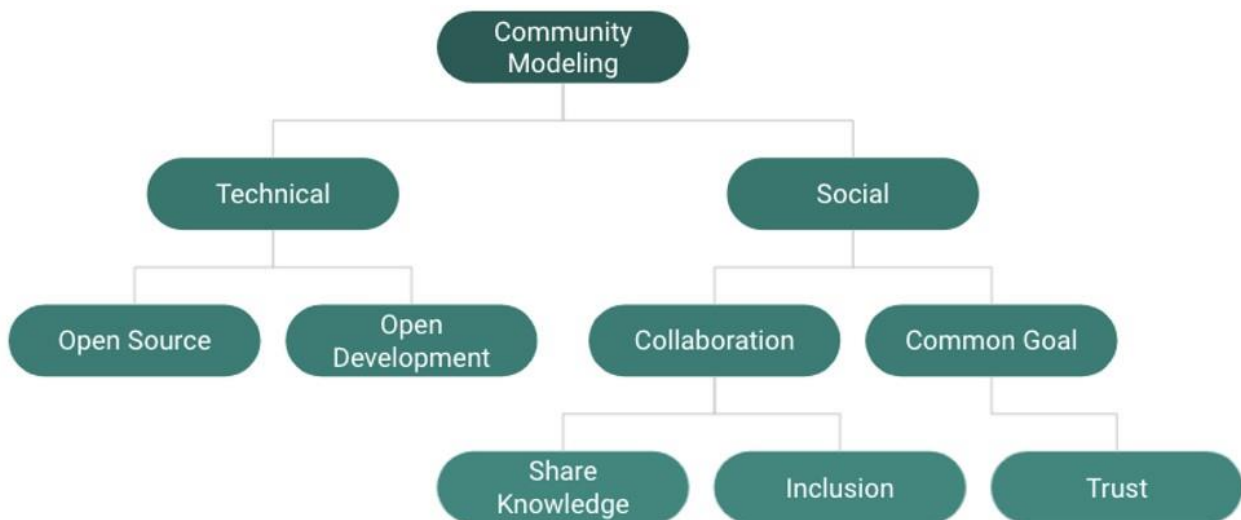 Community
Modeling
Technical
Social
Open Source
Open
Development
Collaboration
Common Goal
Share
Knowledge
Inclusion
Trust